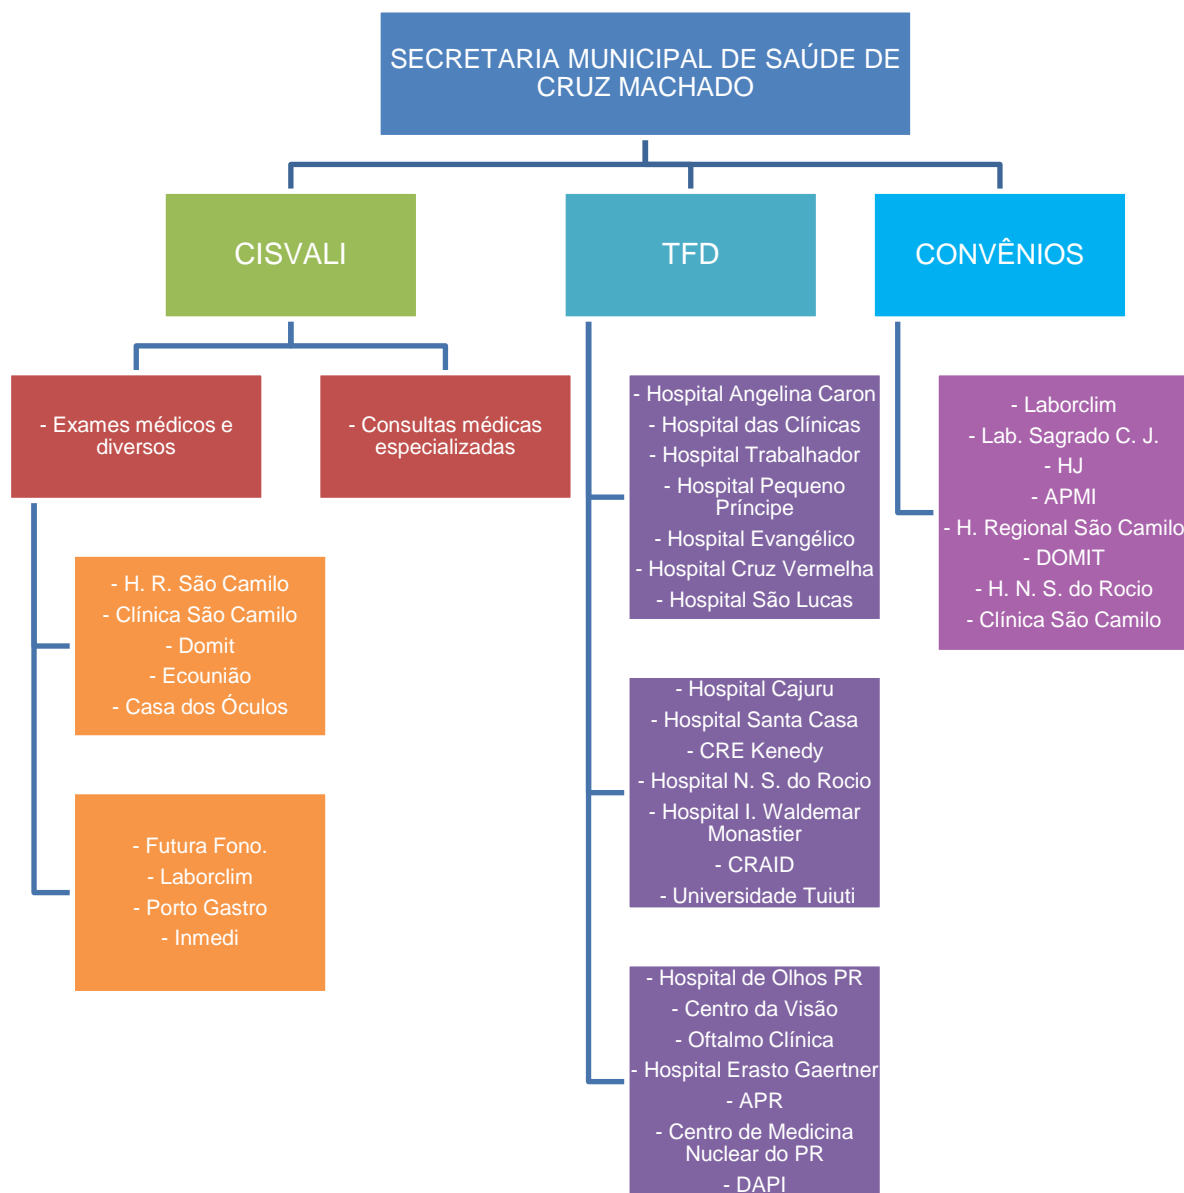 SECRETARIA MUNICIPAL DE SAÚDE DE
CRUZ MACHADO
CISVALI
TFD
CONVÊNIOS
- Exames médicos e
diversos
- Consultas médicas
especializadas
- H. R. São Camilo
- Clínica São Camilo
- Domit
- Ecounião
- Casa dos Óculos
- Futura Fono.
- Laborclim
- Porto Gastro
- Inmedi
- Hospital Angelina Caron
- Hospital das Clínicas
- Hospital Trabalhador
- Hospital Pequeno
Príncipe
- Hospital Evangélico
- Hospital Cruz Vermelha
- Hospital São Lucas
- Hospital Cajuru
- Hospital Santa Casa
- CRE Kenedy
- Hospital N. S. do Rocio
- Hospital I. Waldemar
Monastier
- CRAID
- Universidade Tuiuti
- Hospital de Olhos PR
- Centro da Visão
- Oftalmo Clínica
- Hospital Erasto Gaertner
- APR
- Centro de Medicina
Nuclear do PR
- DAPI
- Laborclim
- Lab. Sagrado C. J.
- HJ
- APMI
- H. Regional São Camilo
- DOMIT
- H. N. S. do Rocio
- Clínica São Camilo